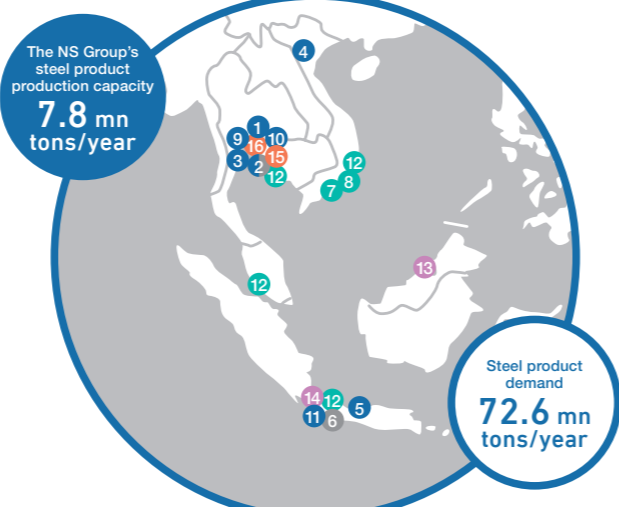 The NS Group's
steel product
production capacity
7.8 mn
tons/year
4
1
9
10
16
15
3
2
12
12
8
7
13
12
14
12
5
11
6
Steel product
demand
72.6 mn
tons/year